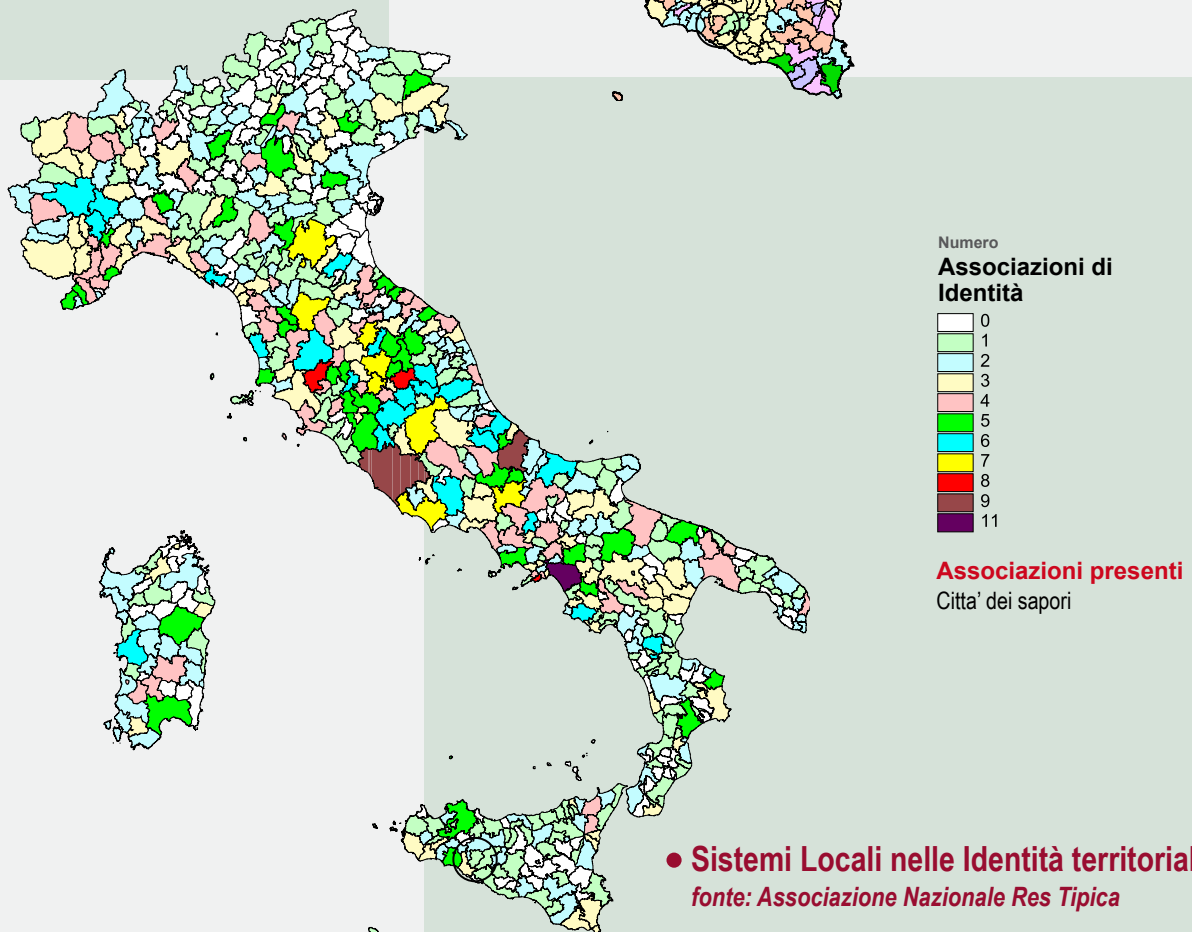 Numero
Associazioni di
Identità
0
1
2
3
4
5
6
7
8
9
11
Associazioni presenti
Citta' dei sapori
• Sistemi Locali nelle Identità territorial
fonte: Associazione Nazionale Res Tipica